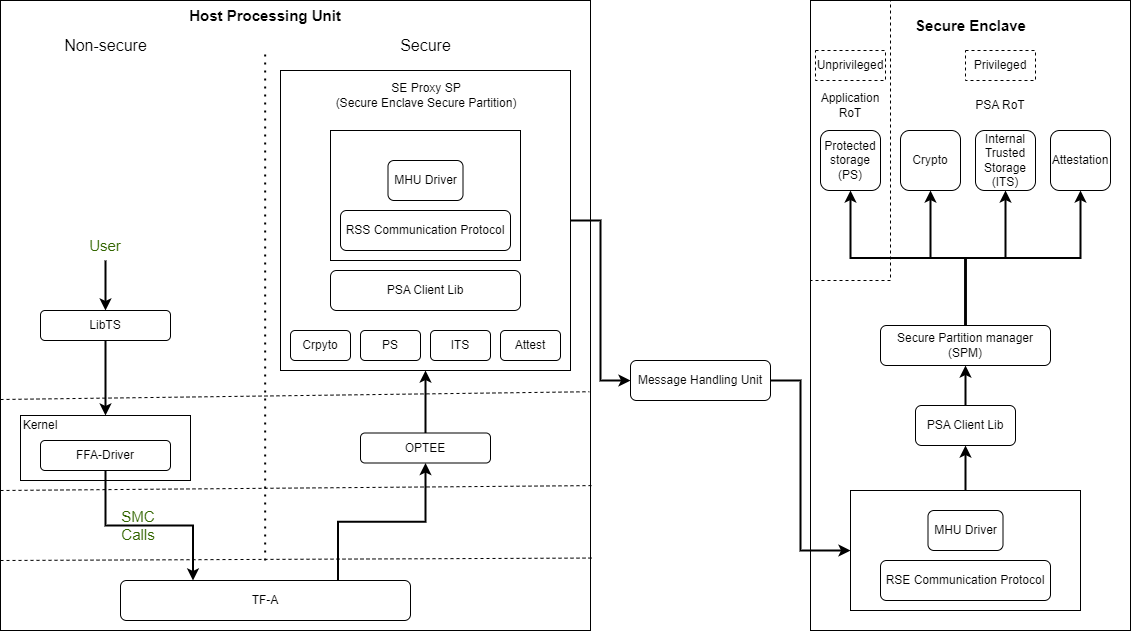 Host Processing Unit
Non-secure
Secure
SE Proxy SP
(Secure Enclave Secure Partition)
MHU Driver
RSS Communication Protocol
PSA Client Lib
Crpyto
PS
ITS
Attest
User
LibTS
Kernel
FFA-Driver
SMC
Calls
OPTEE
TF-A
Message Handling Unit
Secure Enclave
Unprivileged
Privileged
Application
RoT
PSA RoT
Protected
storage
(PS)
Crypto
Internal
Trusted
Storage
(ITS)
Attestation
Secure Partition manager
(SPM)
PSA Client Lib
MHU Driver
RSE Communication Protocol